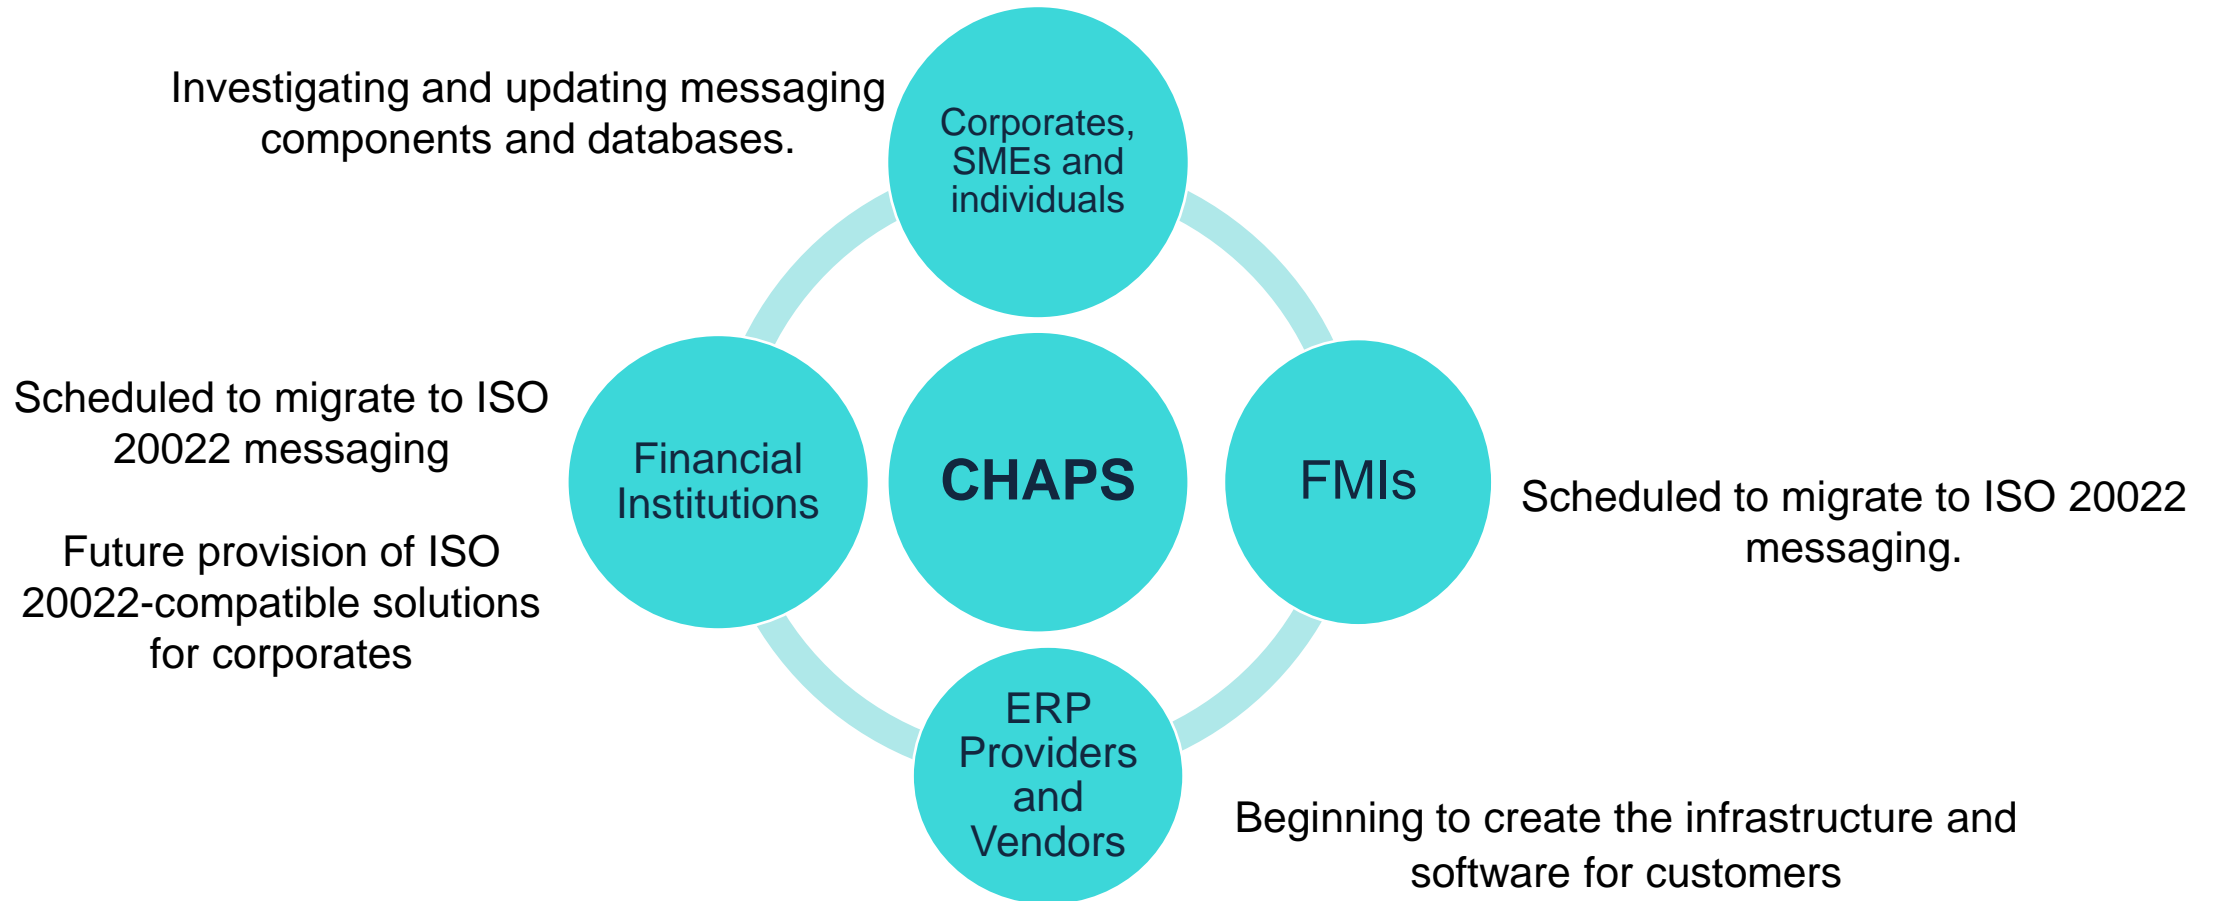 Investigating and updating messaging
components and databases.
Corporates,
SMEs and
individuals
Scheduled to migrate to ISO
20022 messaging
Future provision of ISO
20022-compatible solutions
for corporates
Financial
Institutions
CHAPS
FMIs
Scheduled to migrate to ISO 20022
messaging.
ERP
Providers
and
Vendors
Beginning to create the infrastructure and
software for customers